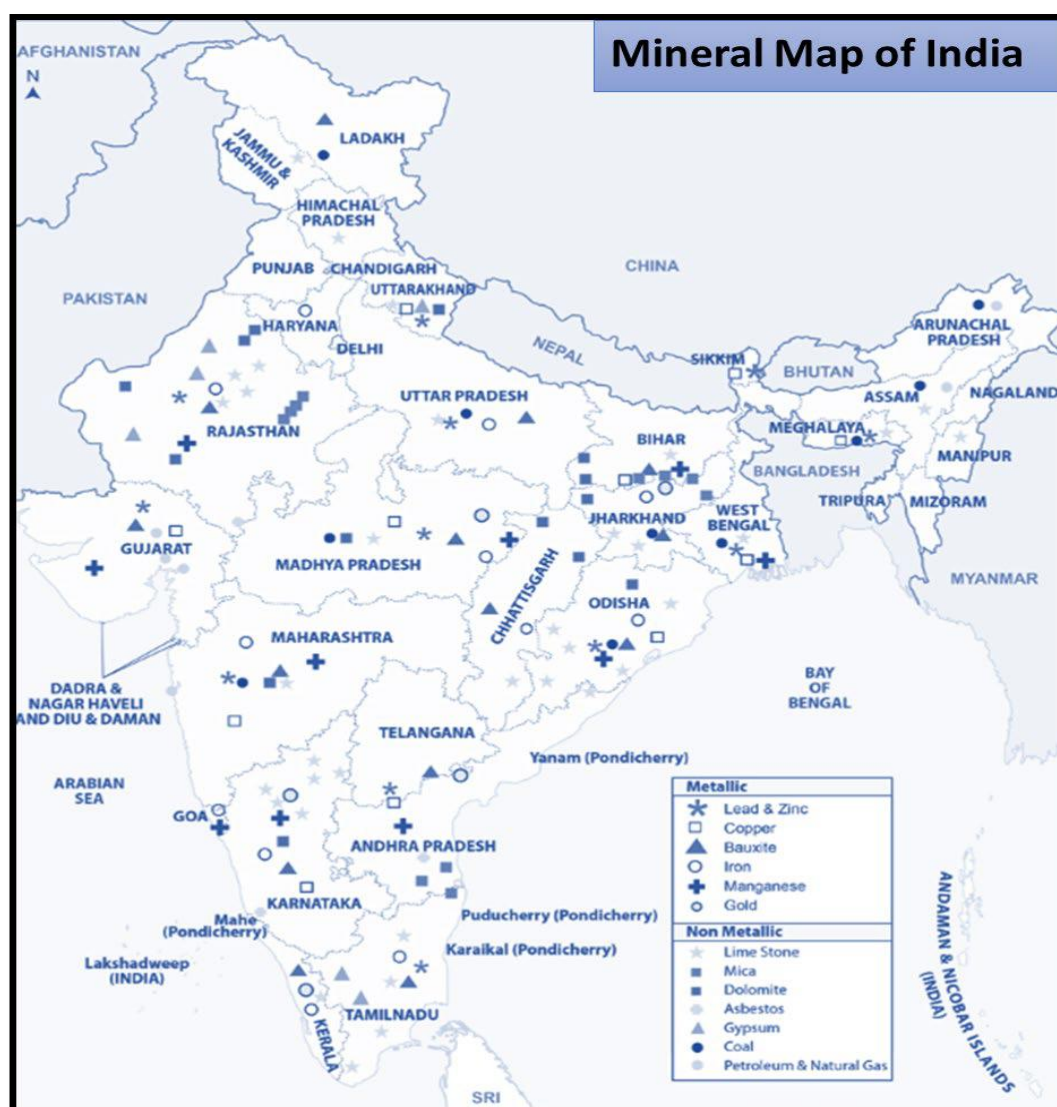 Mineral Map of India
AFGHANISTAN
N
LADAKH
JAMMU &
KASHMIR
HIMACHAL
PRADESH
PUNJAB
CHANDIGARH
UTTARAKHAND
CHINA
PAKISTAN
HARYANA
DELHI
NEPAL
SIKKIM
BHUTAN
ARUNACHAL
PRADESH
ASSAM
NAGALAND
UTTAR PRADESH
RAJASTHAN
BIHAR
MEGHALAYA
MANIPUR
BANGLADESH
TRIPURA
MIZORAM
JHARKHAND
WEST
BENGAL
GUJARAT
MADHYA PRADESH
MYANMAR
CHHATTISGARH
ODISHA
MAHARASHTRA
DADRA &
NAGAR HAVELI
AND DIU & DAMAN
BAY
OF
BENGAL
TELANGANA
Yanam (Pondicherry)
ARABIAN
SEA
GOA
ANDHRA PRADESH
KARNATAKA
Mahe
(Pondicherry)
Puducherry (Pondicherry)
Karaikal (Pondicherry)
Lakshadweep
(INDIA)
TAMILNADU
KERALA
SRI
ANDAMAN & NICOBAR ISLANDS
(INDIA)
Metallic
Lead & Zinc
Copper
Bauxite
Iron
Manganese
Gold
Non Metallic
Lime Stone
Mica
Dolomite
Asbestos
Gypsum
Coal
Petroleum & Natural Gas